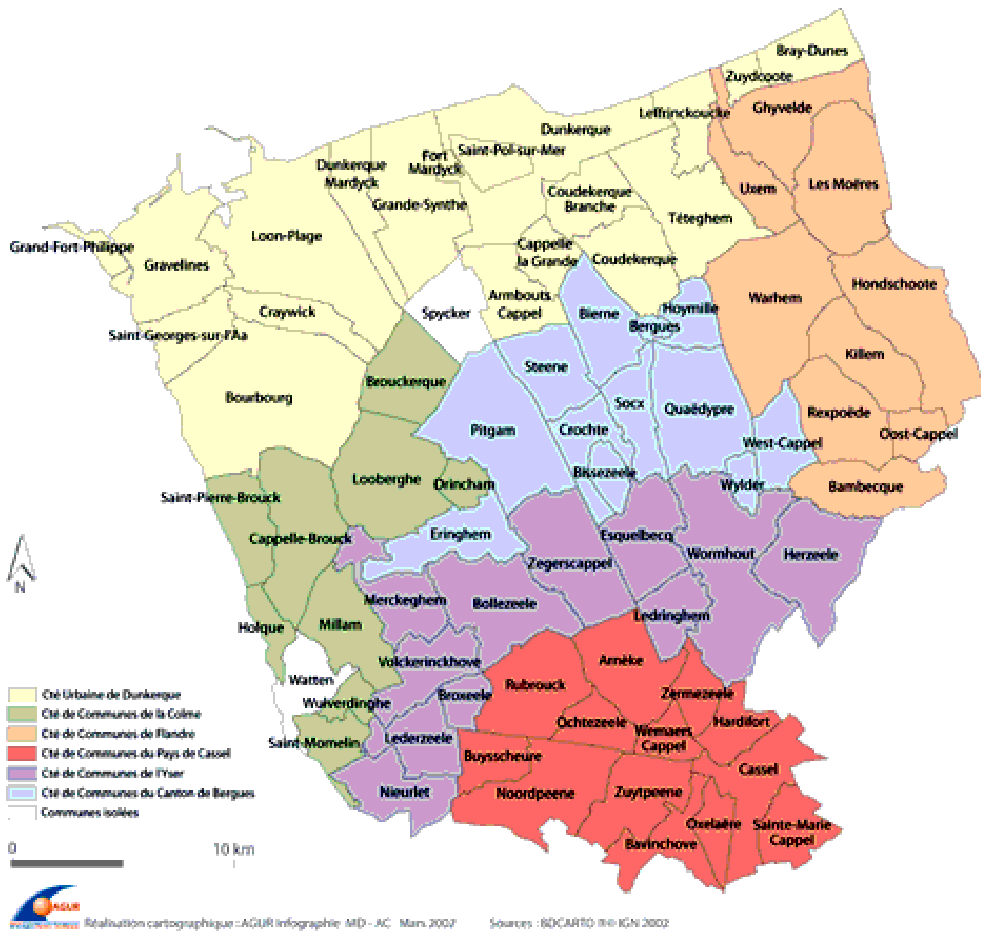 Bray-Dunes
Zuydcoote
Ghyvelde
Leffrinckoucke
Dunkerque
Saint-Pol-sur-Mer
Fort
Mardyck
Dunkerque
Mardyck
Grande-Synthe
Coudekerque
Branche
Uxem
Les Moëres
Téteghem
Loon-Plage
Grand-Fort-Philippe
Gravelines
Cappelle
la Grande
Coudekerque
Hondschoote
Armbouts
Cappel
Warhem
Spycker
Craywick
Saint-Georges-sur-l'Aa
Hoymille
Bierne
Bergues
Killem
Steene
Brouckerque
Bourbourg
Socx
Quaëdypre
Rexpoëde
Pitgam
Crochte
West-Cappel
Oost-Cappel
Bissezeele
Looberghe
Drincham
Wylder
Bambecque
Saint-Pierre-Brouck
Eringhem
Esquelbecq
Cappelle-Brouck
Zegerscappel
Wormhout
Herzeele
N
Merckeghem
Bollezeele
Ledringhem
Holque
Millam
Volckerinckhove
Arnèke
Watten
Rubrouck
Broxeele
Zermezeele
Wulverdinghe
Ochtezeele
Hardifort
Wemaers
Cappel
Saint-Momelin
Lederzeele
Buysscheure
Cassel
Nieurlet
Noordpeene
Zuytpeene
Oxelaëre
Sainte-Marie
Cappel
Bavinchove
Cté Urbaine de Dunkerque
Cté de Communes de la Colme
Cté de Communes de Flandre
Cté de Communes du Pays de Cassel
Cté de Communes de l'Yser
Cté de Communes du Canton de Bergues
Communes isolées
0 10 km
AGUR
Réalisation cartographique : AGUR Infographie MD - AC Mars 2007 Sources : BDCARTO ®© IGN 2002